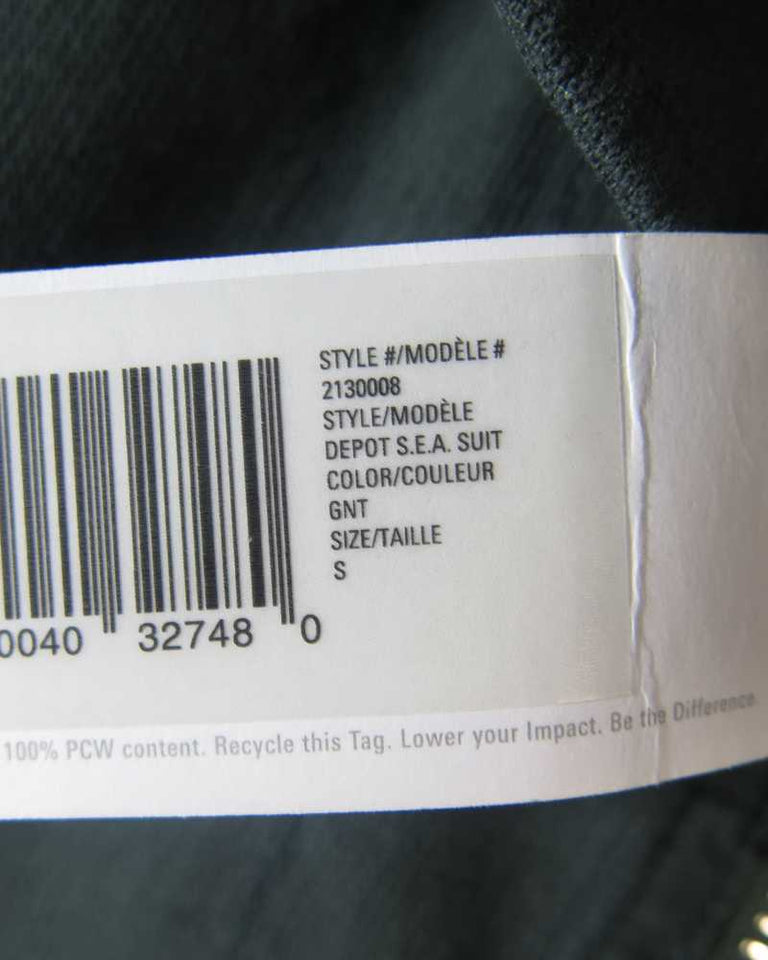 STYLE #/MODÈLE #
2130008
STYLE/MODÈLE
DEPOT S.E.A. SUIT
COLOR/COULEUR
GNT
SIZE/TAILLE
S
0040 32748 0
100% PCW content. Recycle this Tag. Lower your Impact. Be the Difference